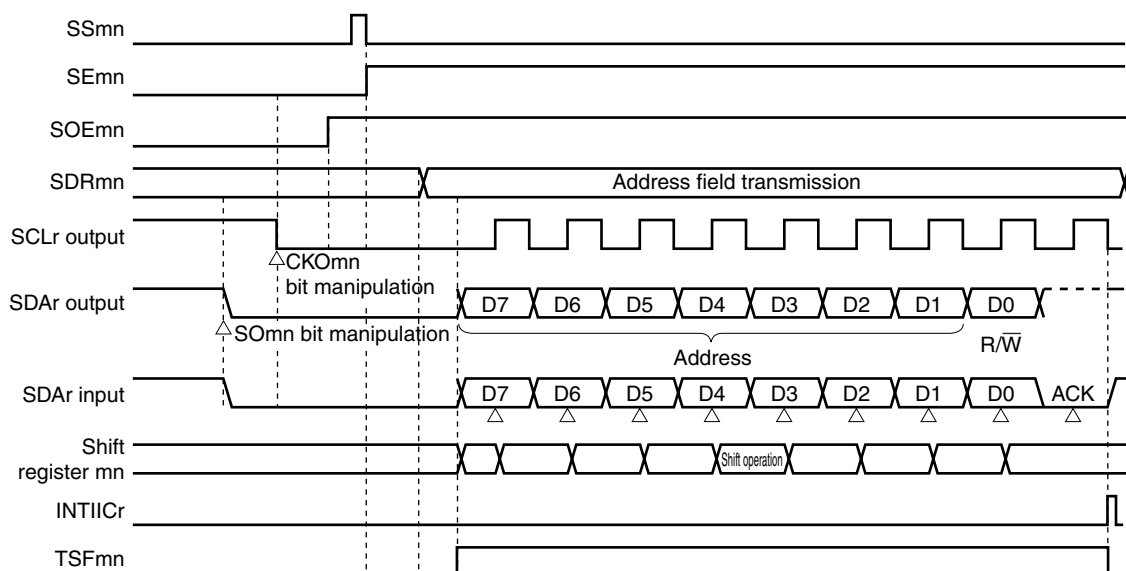 SSmn
SEmn
SOEmn
SDRmn
Address field transmission
SCLr output
CKOmn
bit manipulation
SDAr output
D7 D6 D5 D4 D3 D2 D1 D0
SOmn bit manipulation
Address
R/W̅
SDAr input
D7 D6 D5 D4 D3 D2 D1 D0 ACK
Shift
register mn
Shift operation
INTIICr
TSFmn